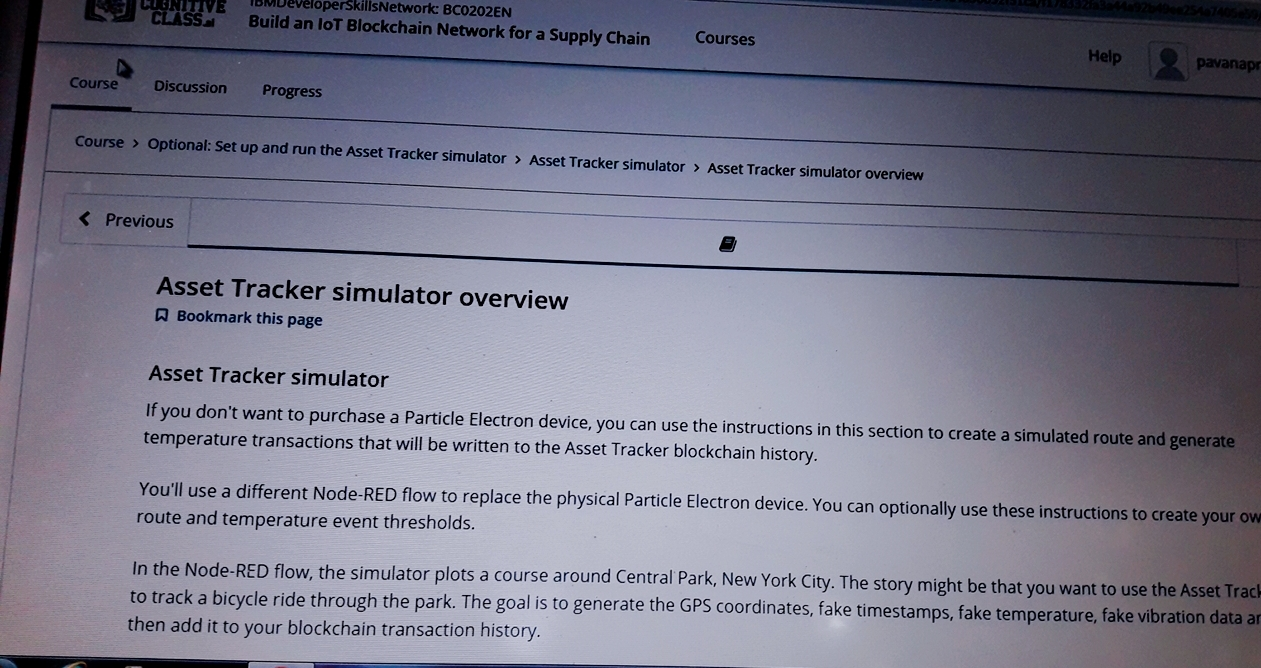 COGNITIVE
CLASS.ai
IBMDeveloperSkillsNetwork: BC0202EN
Build an IoT Blockchain Network for a Supply Chain
Courses
Help
pavanapr
Course
Discussion
Progress
Course > Optional: Set up and run the Asset Tracker simulator > Asset Tracker simulator > Asset Tracker simulator overview
Previous
Asset Tracker simulator overview
Bookmark this page
Asset Tracker simulator
If you don't want to purchase a Particle Electron device, you can use the instructions in this section to create a simulated route and generate
temperature transactions that will be written to the Asset Tracker blockchain history.
You'll use a different Node-RED flow to replace the physical Particle Electron device. You can optionally use these instructions to create your ow
route and temperature event thresholds.
In the Node-RED flow, the simulator plots a course around Central Park, New York City. The story might be that you want to use the Asset Track
to track a bicycle ride through the park. The goal is to generate the GPS coordinates, fake timestamps, fake temperature, fake vibration data an
then add it to your blockchain transaction history.